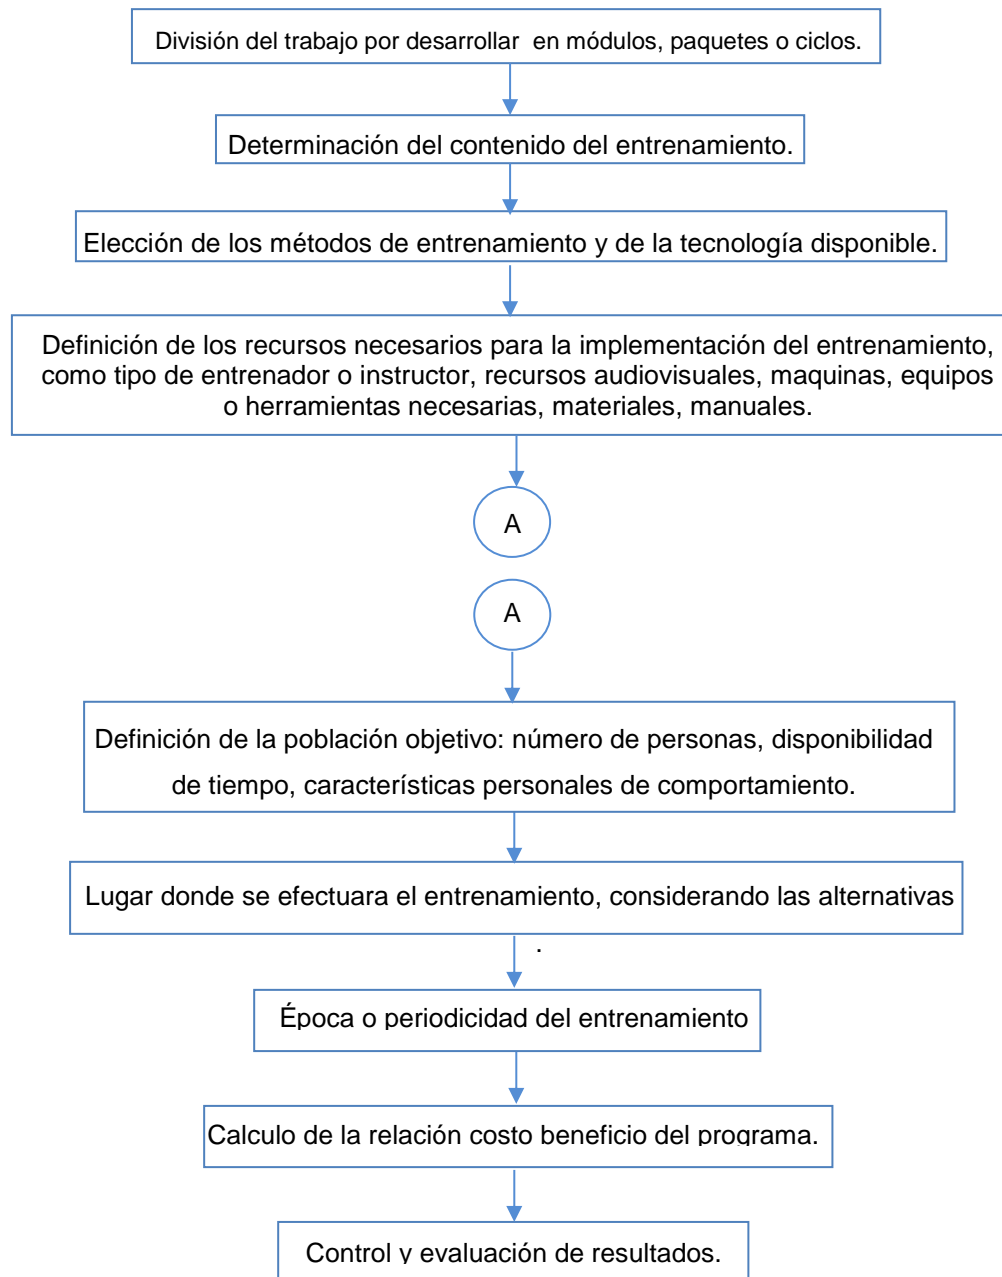 División del trabajo por desarrollar en módulos, paquetes o ciclos.
Determinación del contenido del entrenamiento.
Elección de los métodos de entrenamiento y de la tecnología disponible.
Definición de los recursos necesarios para la implementación del entrenamiento,
como tipo de entrenador o instructor, recursos audiovisuales, maquinas, equipos
o herramientas necesarias, materiales, manuales.
A
A
Definición de la población objetivo: número de personas, disponibilidad
de tiempo, características personales de comportamiento.
Lugar donde se efectuara el entrenamiento, considerando las alternativas
.
Época o periodicidad del entrenamiento
Calculo de la relación costo beneficio del programa.
Control y evaluación de resultados.